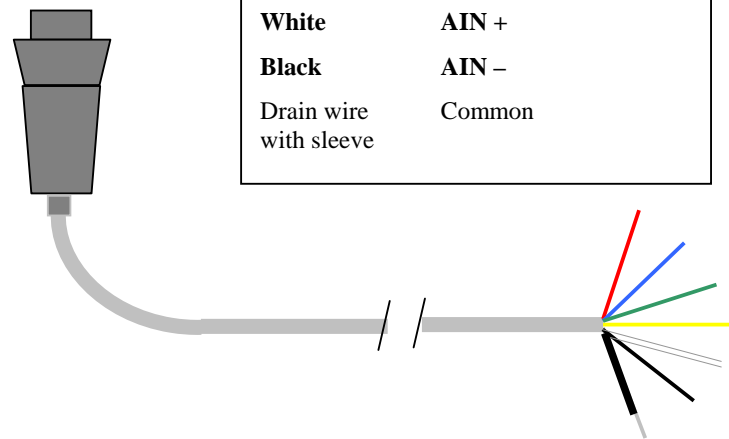 White AIN +
Black AIN –
Drain wire Common
with sleeve